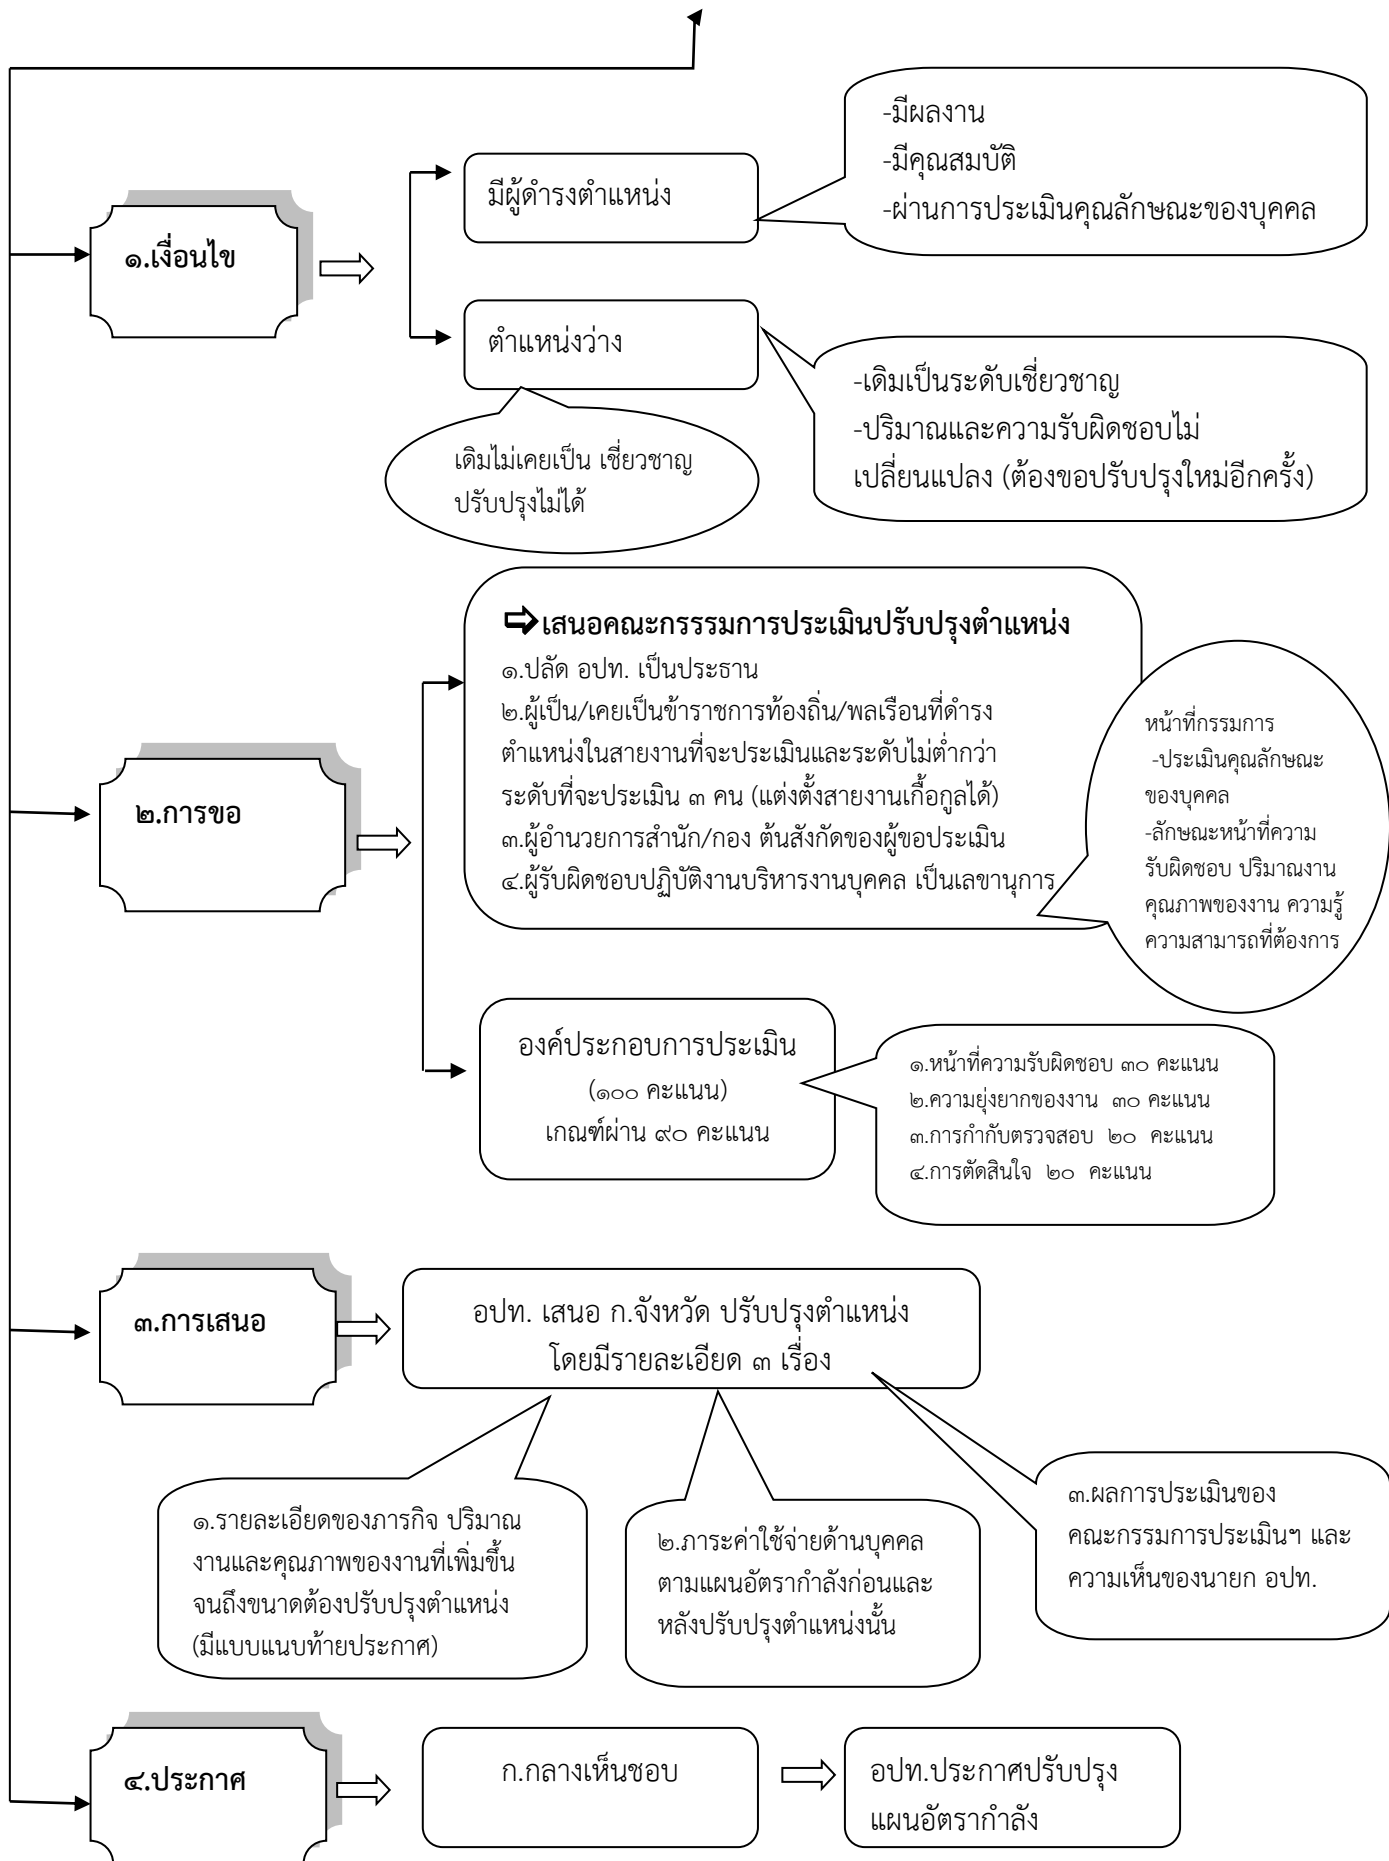 -มีผลงาน
-มีคุณสมบัติ
-ผ่านการประเมินคุณลักษณะของบุคคล
มีผู้ดำรงตำแหน่ง
๑.เงื่อนไข
ตำแหน่งว่าง
-เดิมเป็นระดับเชี่ยวชาญ
-ปริมาณและความรับผิดชอบไม่
เปลี่ยนแปลง (ต้องขอปรับปรุงใหม่อีกครั้ง)
เดิมไม่เคยเป็น เชี่ยวชาญ
ปรับปรุงไม่ได้
เสนอคณะกรรรมการประเมินปรับปรุงตำแหน่ง
๑.ปลัด อปท. เป็นประธาน
๒.ผู้เป็น/เคยเป็นข้าราชการท้องถิ่น/พลเรือนที่ดำรง
ตำแหน่งในสายงานที่จะประเมินและระดับไม่ต่ำกว่า
ระดับที่จะประเมิน ๓ คน (แต่งตั้งสายงานเกื้อกูลได้)
๓.ผู้อำนวยการสำนัก/กอง ต้นสังกัดของผู้ขอประเมิน
๔.ผู้รับผิดชอบปฏิบัติงานบริหารงานบุคคล เป็นเลขานุการ
หน้าที่กรรมการ
-ประเมินคุณลักษณะ
ของบุคคล
-ลักษณะหน้าที่ความ
รับผิดชอบ ปริมาณงาน
คุณภาพของงาน ความรู้
ความสามารถที่ต้องการ
๒.การขอ
องค์ประกอบการประเมิน
(๑๐๐ คะแนน)
เกณฑ์ผ่าน ๙๐ คะแนน
๑.หน้าที่ความรับผิดชอบ ๓๐ คะแนน
๒.ความยุ่งยากของงาน ๓๐ คะแนน
๓.การกำกับตรวจสอบ ๒๐ คะแนน
๔.การตัดสินใจ ๒๐ คะแนน
๓.การเสนอ
อปท. เสนอ ก.จังหวัด ปรับปรุงตำแหน่ง
โดยมีรายละเอียด ๓ เรื่อง
๑.รายละเอียดของภารกิจ ปริมาณ
งานและคุณภาพของงานที่เพิ่มขึ้น
จนถึงขนาดต้องปรับปรุงตำแหน่ง
(มีแบบแนบท้ายประกาศ)
๒.ภาระค่าใช้จ่ายด้านบุคคล
ตามแผนอัตรากำลังก่อนและ
หลังปรับปรุงตำแหน่งนั้น
๓.ผลการประเมินของ
คณะกรรมการประเมินฯ และ
ความเห็นของนายก อปท.
๔.ประกาศ
ก.กลางเห็นชอบ
อปท.ประกาศปรับปรุง
แผนอัตรากำลัง